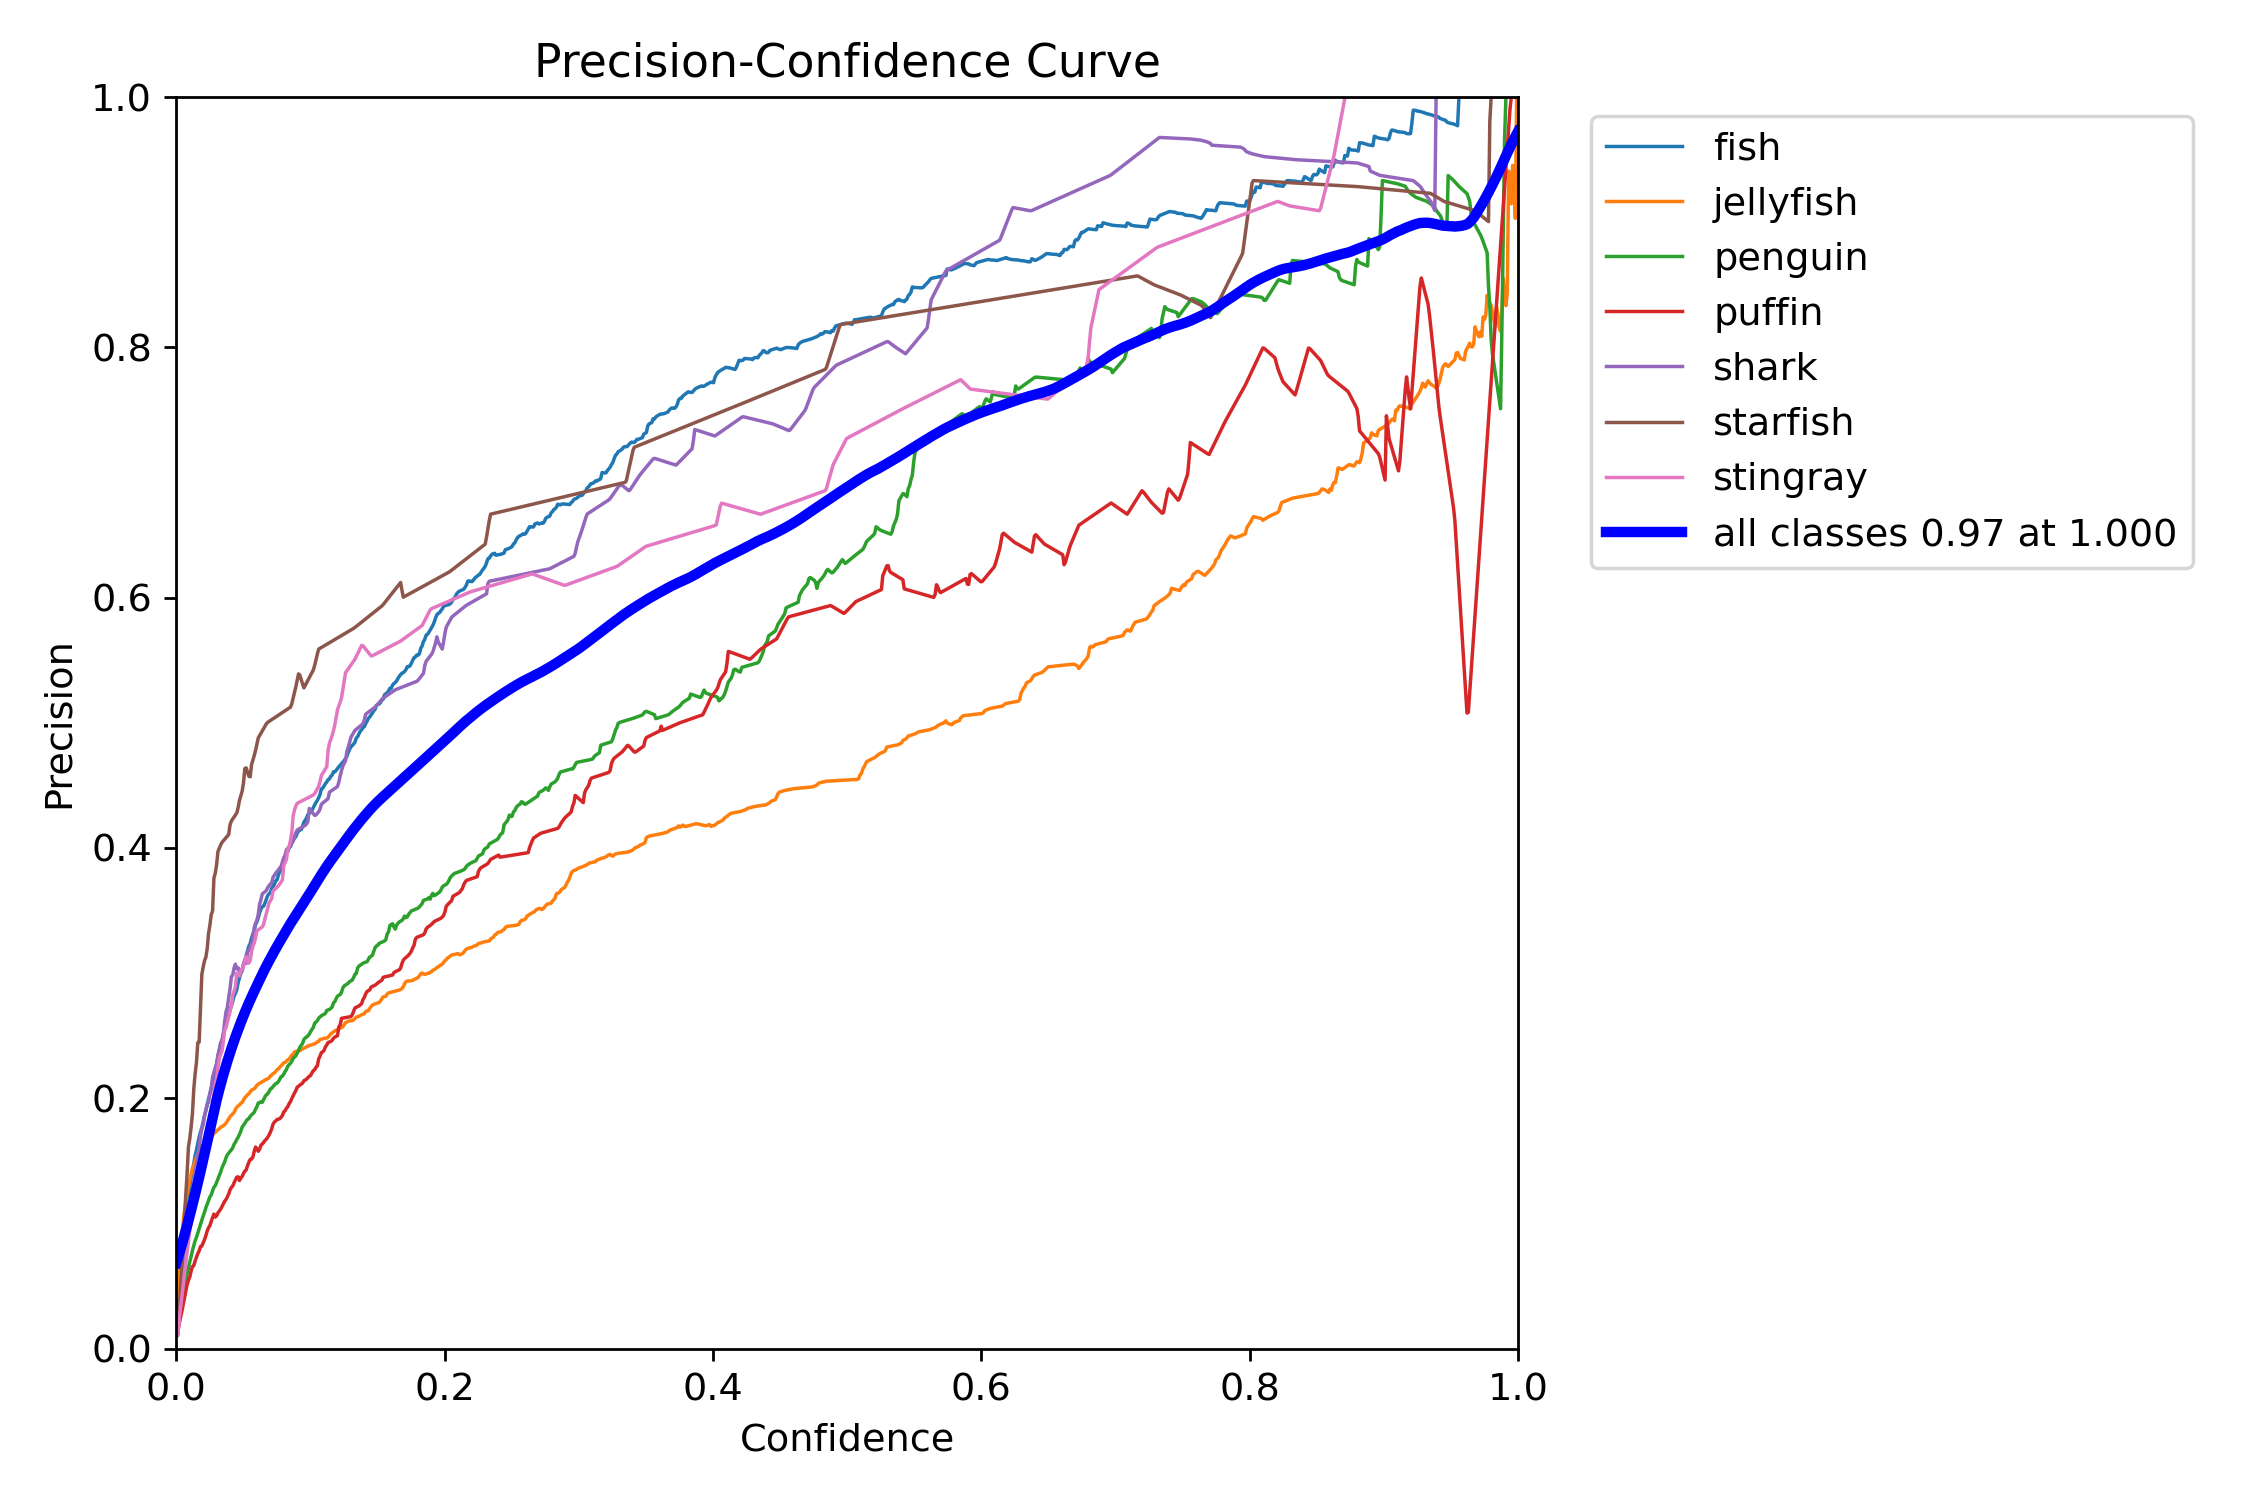 Precision-Confidence Curve
1.0
0.8
0.6
0.4
0.2
0.0
Precision
0.0 0.2 0.4 0.6 0.8 1.0
Confidence
fish
jellyfish
penguin
puffin
shark
starfish
stingray
all classes 0.97 at 1.000